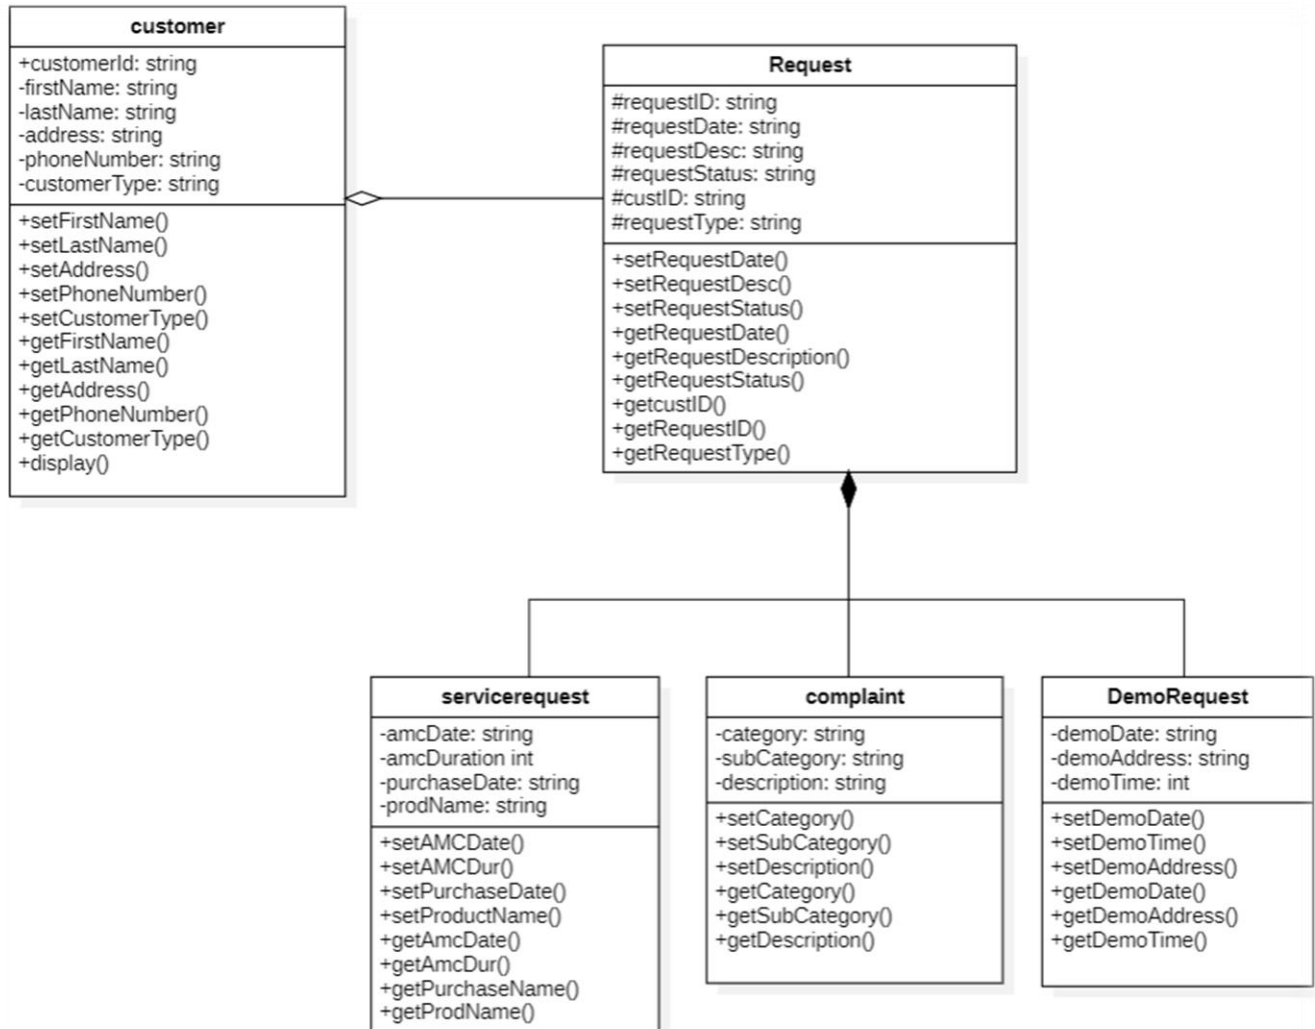 customer
+customerId: string
-firstName: string
-lastName: string
-address: string
-phoneNumber: string
-customerType: string
+setFirstName()
+setLastName()
+setAddress()
+setPhoneNumber()
+setCustomerType()
+getFirstName()
+getLastName()
+getAddress()
+getPhoneNumber()
+getCustomerType()
+display()
Request
#requestID: string
#requestDate: string
#requestDesc: string
#requestStatus: string
#custID: string
#requestType: string
+setRequestDate()
+setRequestDesc()
+setRequestStatus()
+getRequestDate()
+getRequestDescription()
+getRequestStatus()
+getcustID()
+getRequestID()
+getRequestType()
servicerequest
-amcDate: string
-amcDuration int
-purchaseDate: string
-prodName: string
+setAMCDate()
+setAMCDur()
+setPurchaseDate()
+setProductName()
+getAmcDate()
+getAmcDur()
+getPurchaseName()
+getProdName()
complaint
-category: string
-subCategory: string
-description: string
+setCategory()
+setSubCategory()
+setDescription()
+getCategory()
+getSubCategory()
+getDescription()
DemoRequest
-demoDate: string
-demoAddress: string
-demoTime: int
+setDemoDate()
+setDemoTime()
+setDemoAddress()
+getDemoDate()
+getDemoAddress()
+getDemoTime()